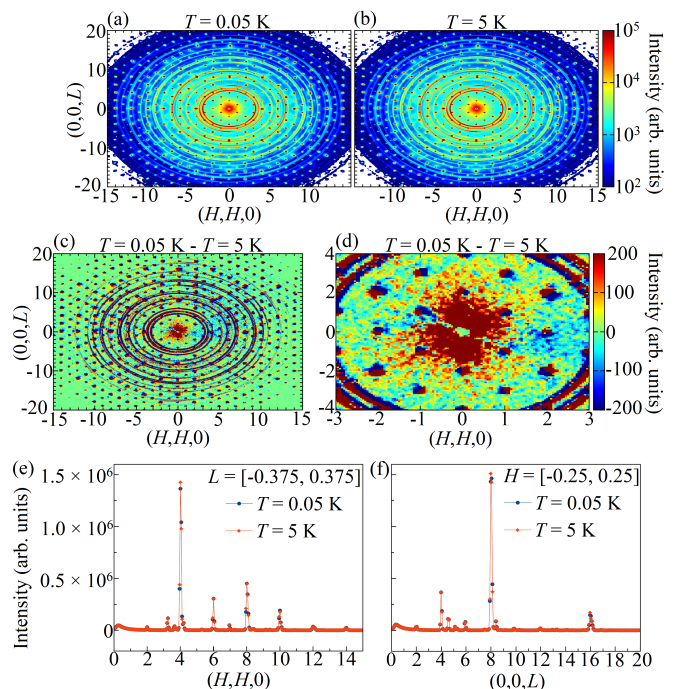 (a) T = 0.05 K (b) T = 5 K
20
10
0
-10
-20
(0,0,L)
-15 -10 -5 0 5 10 15
-10 -5 0 5 10 15
(H,H,0) (H,H,0)
10^5
10^4
10^3
10^2
Intensity (arb. units)
(c) T = 0.05 K - T = 5 K (d) T = 0.05 K - T = 5 K
20
10
0
-10
-20
(0,0,L)
-15 -10 -5 0 5 10 15
(H,H,0)
4
2
0
-2
-4
-3 -2 -1 0 1 2 3
(H,H,0)
200
100
0
-100
-200
Intensity (arb. units)
(e) L = [-0.375, 0.375]
T = 0.05 K
T = 5 K
1.5 × 10^6
1.0 × 10^6
0.5 × 10^6
0
Intensity (arb. units)
0 2 4 6 8 10 12 14
(H,H,0)
(f) H = [-0.25, 0.25]
T = 0.05 K
T = 5 K
0 2 4 6 8 10 12 14 16 18 20
(0,0,L)